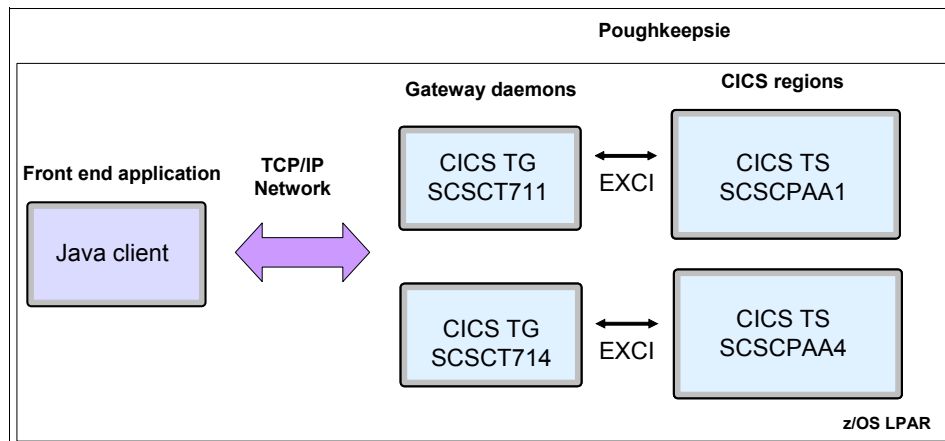 Poughkeepsie
Gateway daemons
CICS regions
Front end application
TCP/IP
Network
Java client
CICS TG
SCSCT711
EXCI
CICS TS
SCSCPAA1
CICS TG
SCSCT714
EXCI
CICS TS
SCSCPAA4
z/OS LPAR